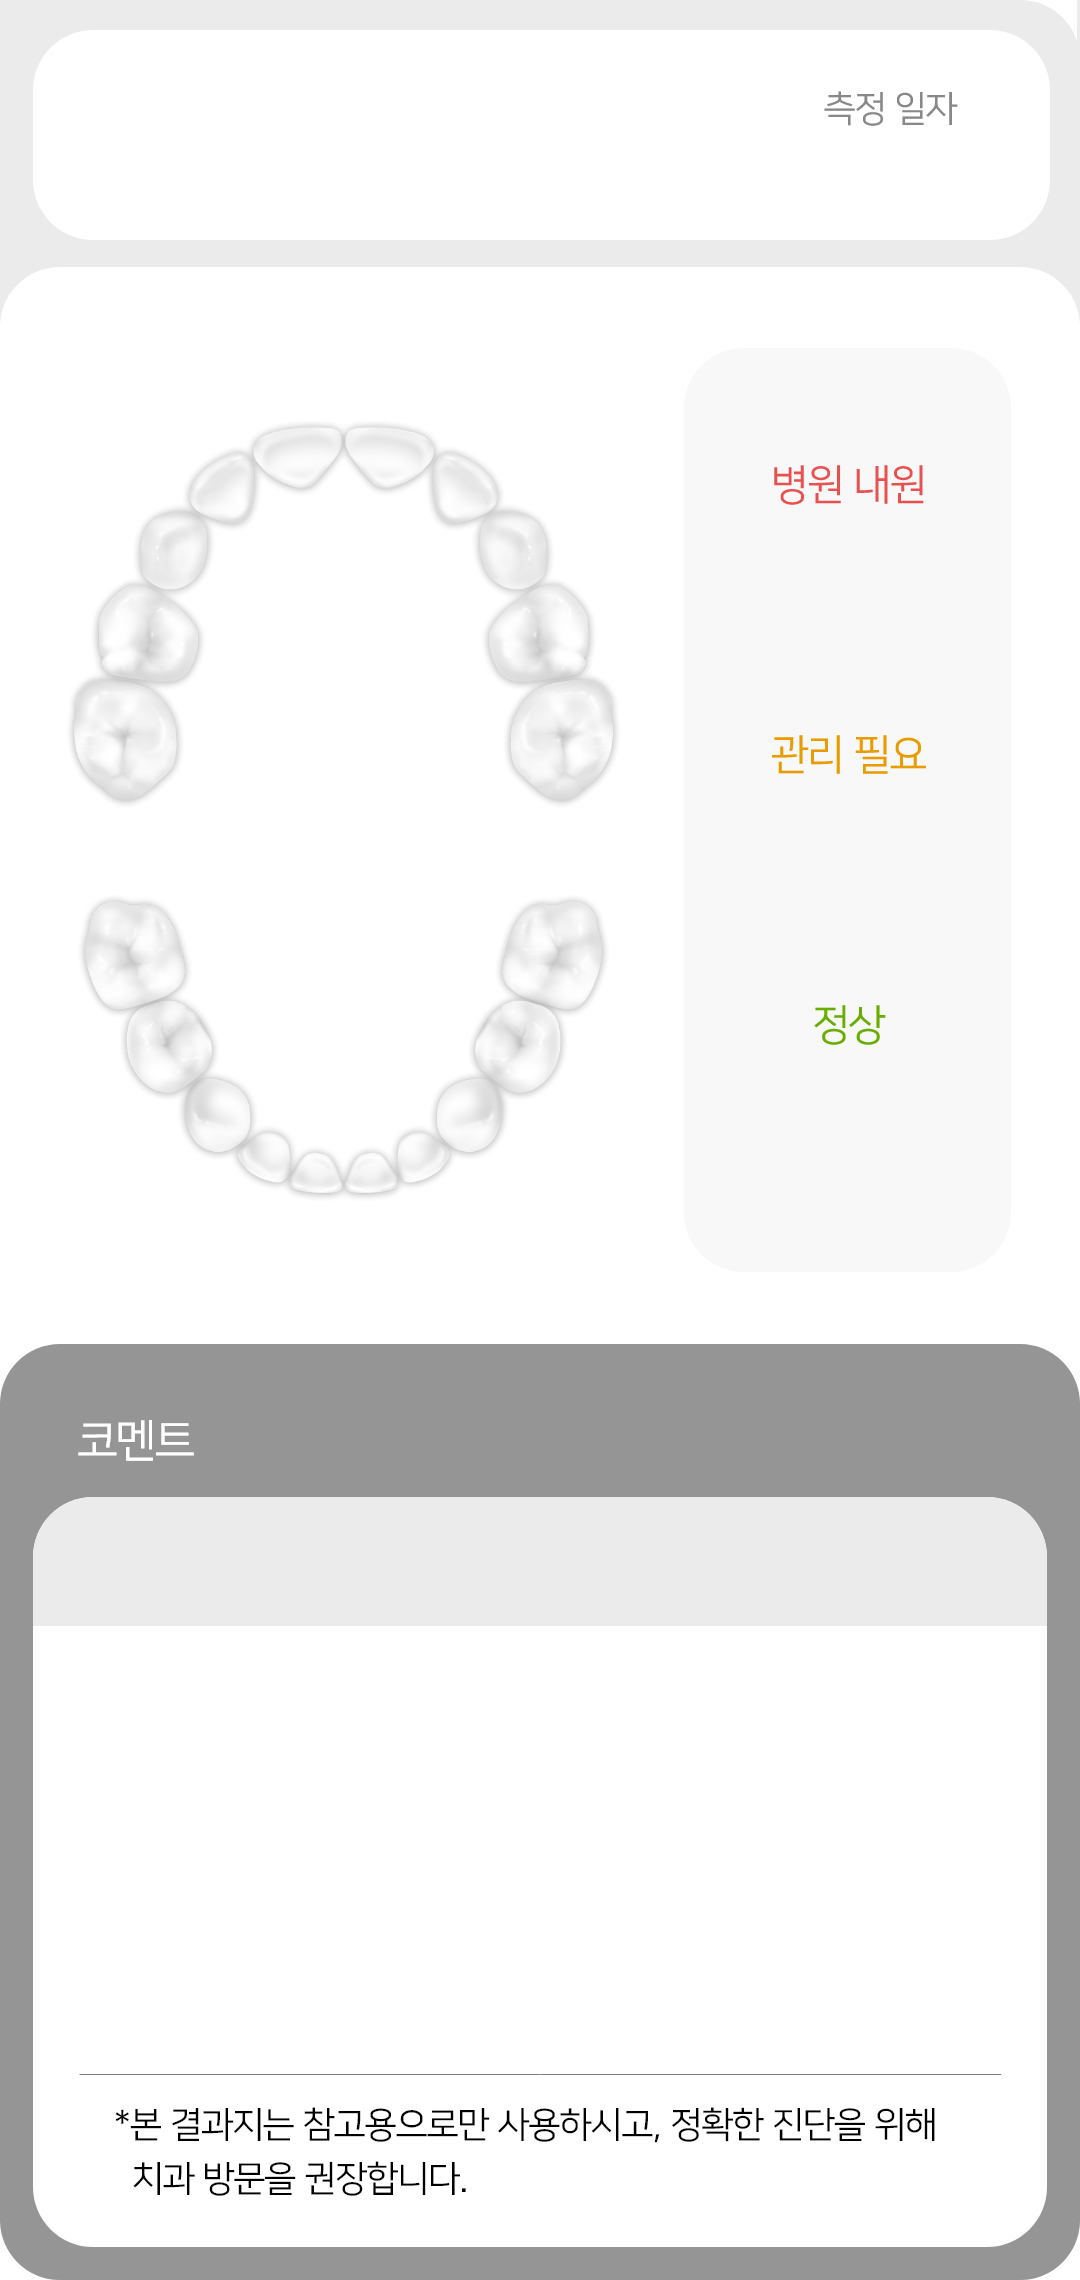 측정 일자
병원 내원
관리 필요
정상
코멘트
*본 결과지는 참고용으로만 사용하시고, 정확한 진단을 위해
치과 방문을 권장합니다.